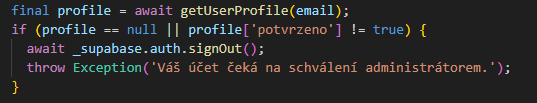 final profile = await getUserProfile(email);
if (profile == null || profile['potvrzeno'] != true) {
  await _supabase.auth.signOut();
  throw Exception('Váš účet čeká na schválení administrátorem.');
}